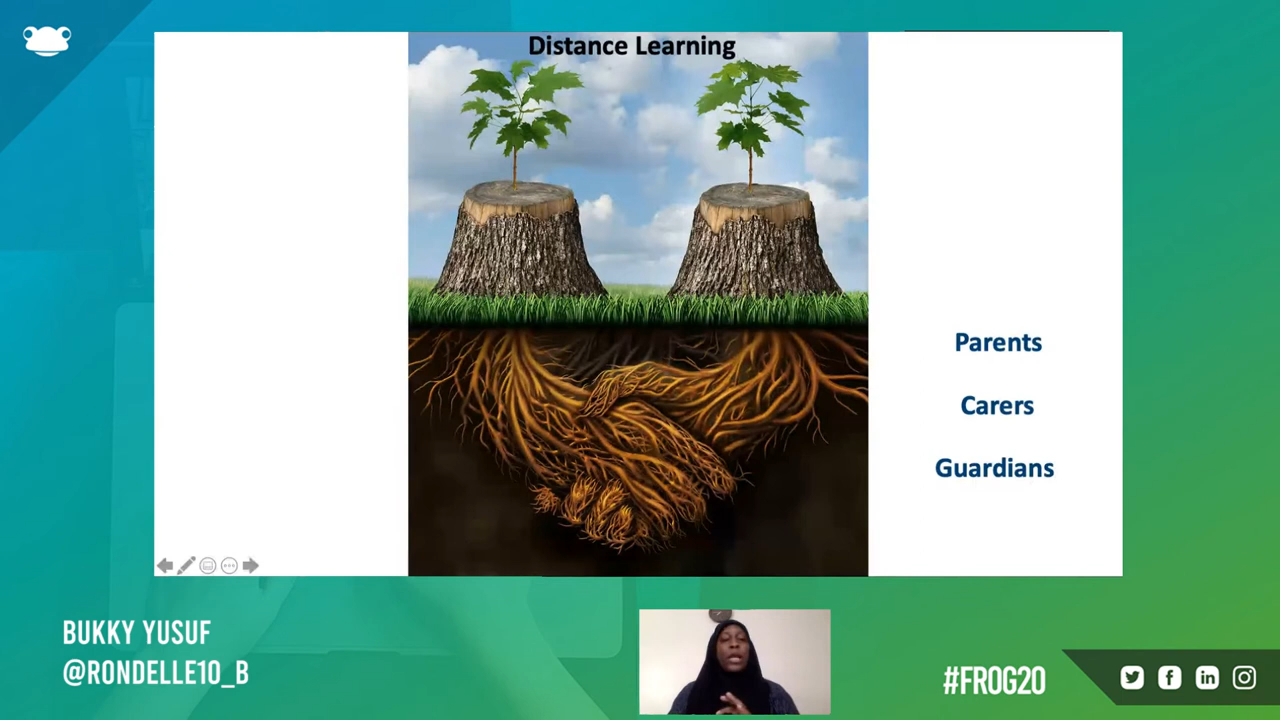 Distance Learning
Parents
Carers
Guardians
BUKKY YUSUF
@RONDELLE10_B
#FROG20